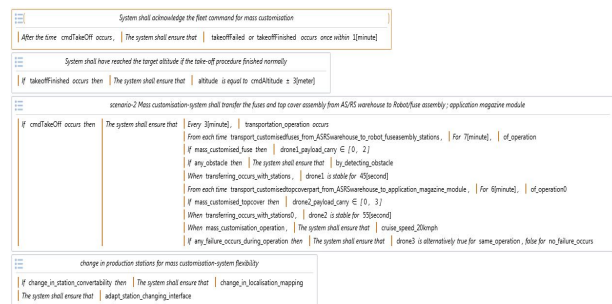 System shall acknowledge the fleet command for mass customisation
After the time cmdTakeOff occurs, The system shall ensure that takeoffFailed or takeoffFinished occurs once within 1[minute]
System shall have reached the target altitude if the take-off procedure finished normally
If takeoffFinished occurs then The system shall ensure that altitude is equal to cmdAltitude ± 3[meter]
scenario-2 Mass customisation-system shall transfer the fuses and top cover assembly from AS/RS warehouse to Robot/fuse assembly ; application magazine module
If cmdTakeOff occurs then The system shall ensure that Every 3[minute], transportation_operation occurs
From each time transport_customisedfuses_from_ASRSwarehouse_to_robot_fuseasembly_stations, For 7[minute], of_operation
If mass_customised_fuse then drone1_payload_carry ∈ [0, 2]
If any_obstacle then The system shall ensure that by_detecting_obstacle
When transferring_occurs_with_stations, drone1 is stable for 45[second]
From each time transport_customisedtopcoverpart_from_ASRSwarehouse_to_application_magazine_module, For 6[minute], of_operation0
If mass_customised_topcover then drone2_payload_carry ∈ [0, 3]
When transferring_occurs_with_stations0, drone2 is stable for 55[second]
When mass_customisation_operation, The system shall ensure that cruise_speed_20kmph
If any_failure_occurs_during_operation then The system shall ensure that drone3 is alternatively true for same_operation, false for no_failure_occurs
change in production stations for mass customisation-system flexibility
If change_in_station_convertability then The system shall ensure that change_in_localisation_mapping
The system shall ensure that adapt_station_changing_interface